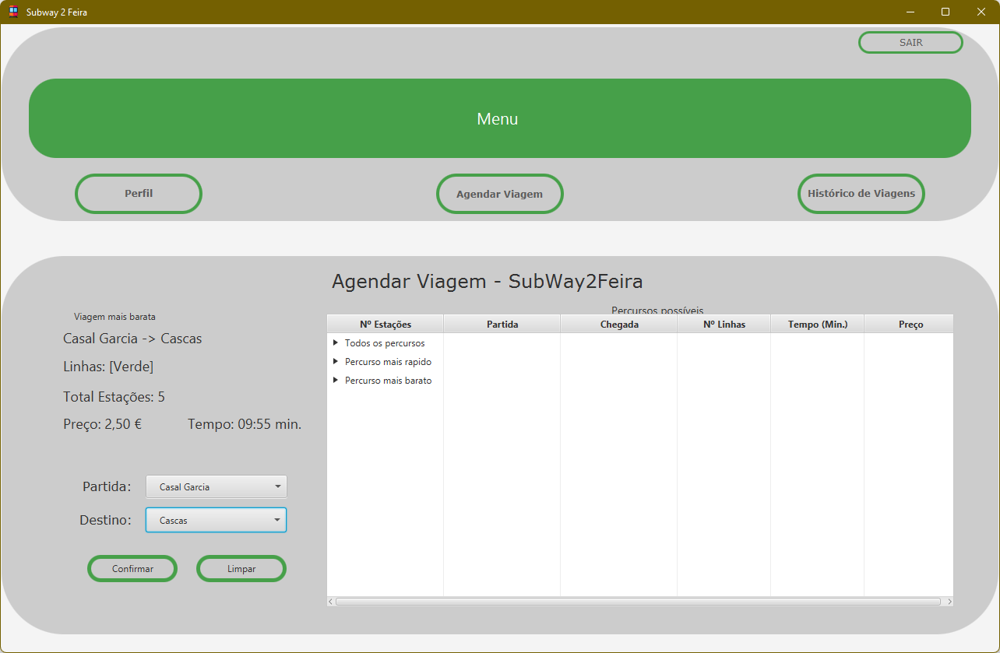 Subway 2 Feira
SAIR
Menu
Perfil
Agendar Viagem
Histórico de Viagens
Agendar Viagem - SubWay2Feira
Viagem mais barata
Casal Garcia -> Cascas
Linhas: [Verde]
Total Estações: 5
Preço: 2,50 € Tempo: 09:55 min.
Partida: Casal Garcia
Destino: Cascas
Confirmar Limpar
Percursos possíveis
Nº Estações Partida Chegada Nº Linhas Tempo (Min.) Preço
Todos os percursos
Percurso mais rapido
Percurso mais barato